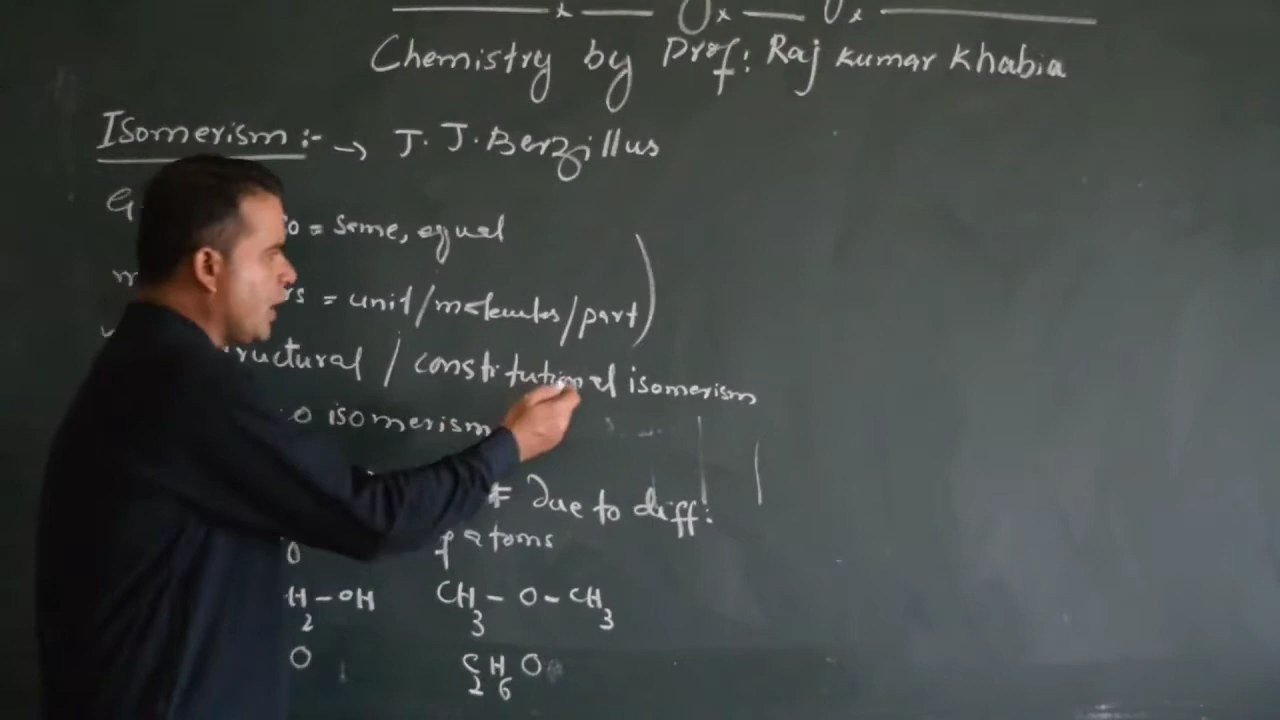 Chemistry by Prof: Raj Kumar Khabia
Isomerism :- → J. J. Berzillus
= Same, equal
= unit/molecules/part)
ructural / constitutional isomerism
o isomerism
Due to diff:
atoms
H2-OH CH3-O-CH3
O C2H6O